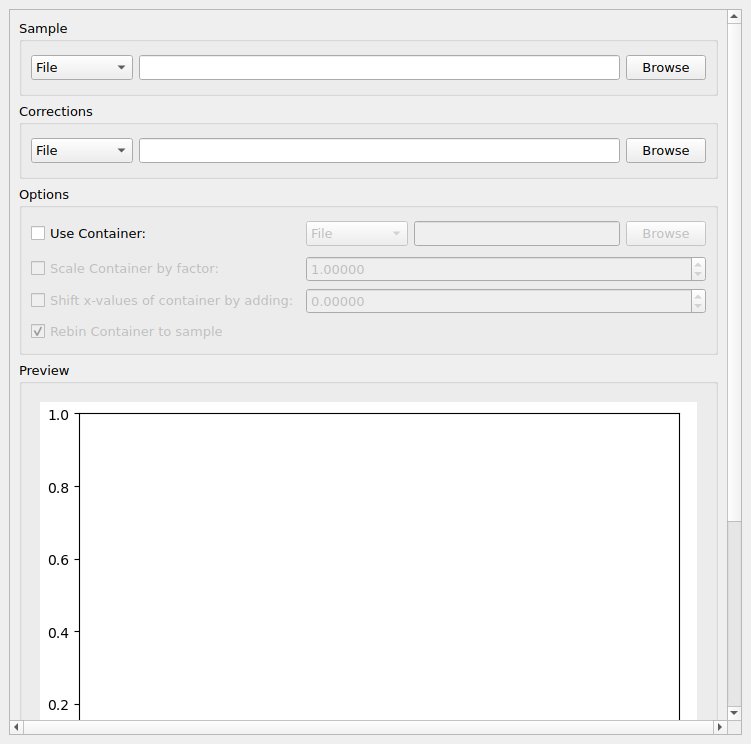 Sample
File Browse
Corrections
File Browse
Options
Use Container: File Browse
Scale Container by factor: 1.00000
Shift x-values of container by adding: 0.00000
Rebin Container to sample
Preview
1.0
0.8
0.6
0.4
0.2